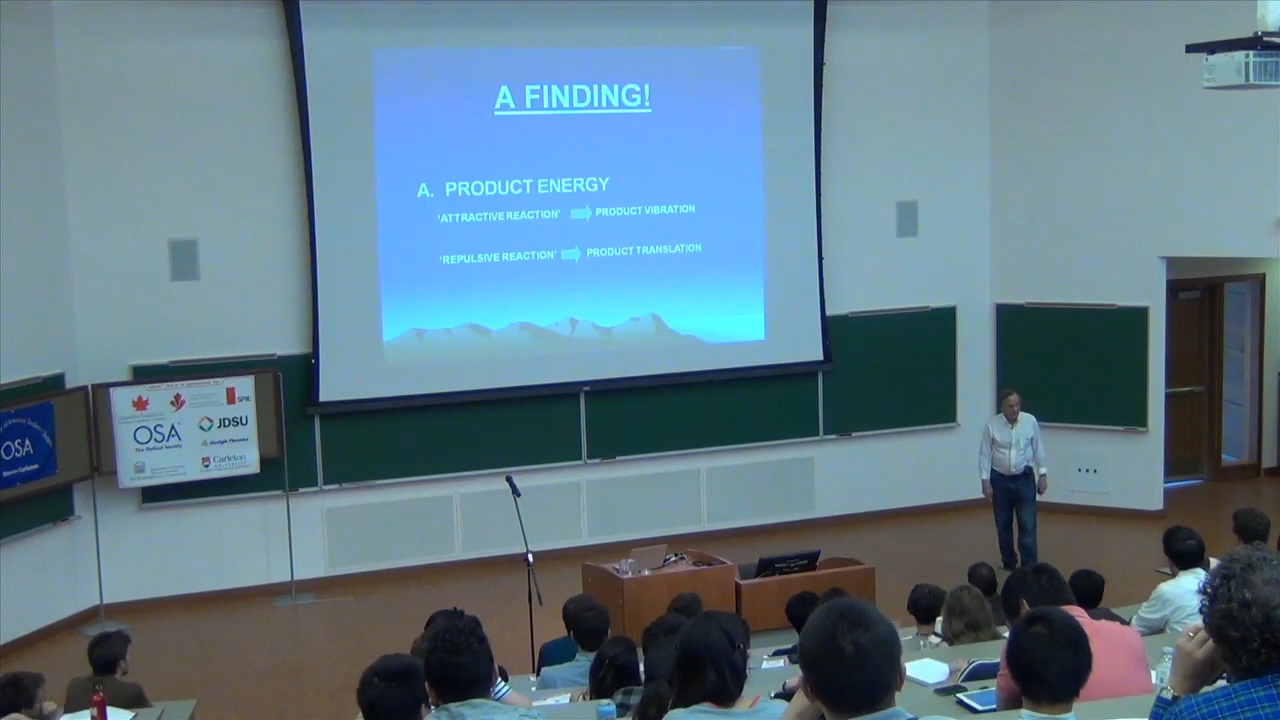 A FINDING!
A. PRODUCT ENERGY
'ATTRACTIVE REACTION' PRODUCT VIBRATION
'REPULSIVE REACTION' PRODUCT TRANSLATION
SPIE
OSA
The Optical Society
JDSU
Carleton
UNIVERSITY
OSA